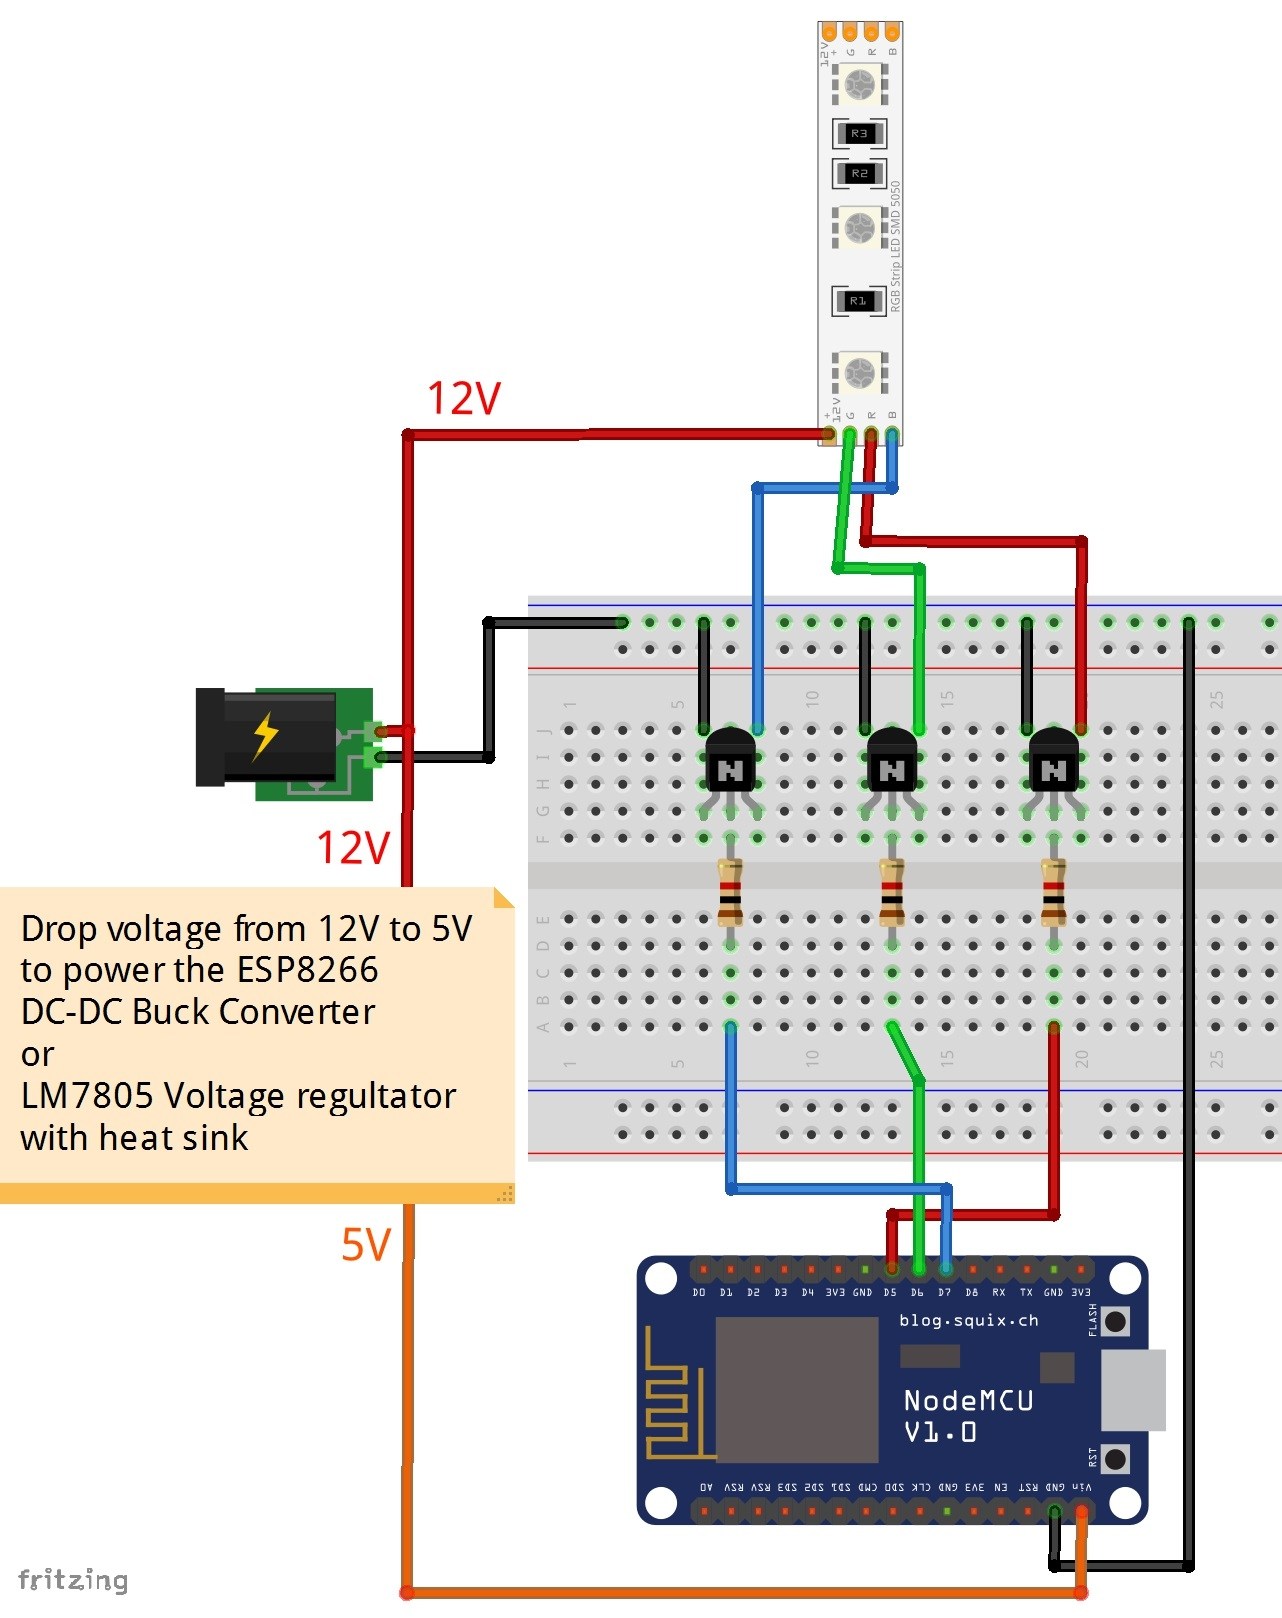 12V + G R B
R3
R2
RGB Strip LED SMD 5050
R1
+ 12V G R B
12V
1 5 10 15 25
J
I
H
G
F
N N N
12V
Drop voltage from 12V to 5V
to power the ESP8266
DC-DC Buck Converter
or
LM7805 Voltage regultator
with heat sink
E
D
C
B
A
1 5 10 15 20 25
5V
D0 D1 D2 D3 D4 3V3 GND D5 D6 D7 D8 RX TX GND 3V3
blog.squix.ch
FLASH
NodeMCU
V1.0
RST
A0 RSV RSV SD3 SD2 SD1 CMD SD0 CLK GND 3V3 EN RST GND Vin
fritzing